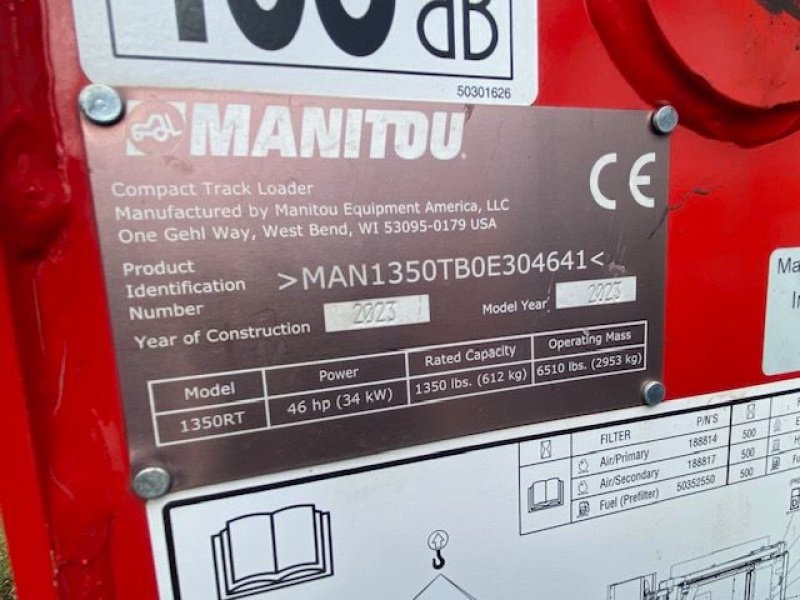 dB
50301626
MANITOU
Compact Track Loader
Manufactured by Manitou Equipment America, LLC
One Gehl Way, West Bend, WI 53095-0179 USA
CE
Product
Identification
Number
>MAN1350TB0E304641<
Year of Construction 2023 Model Year 2023
Model Power Rated Capacity Operating Mass
1350RT 46 hp (34 kW) 1350 lbs. (612 kg) 6510 lbs. (2953 kg)
FILTER P/N'S
Air/Primary 188814 500
Air/Secondary 188817 500
Fuel (Prefilter) 50352550 500